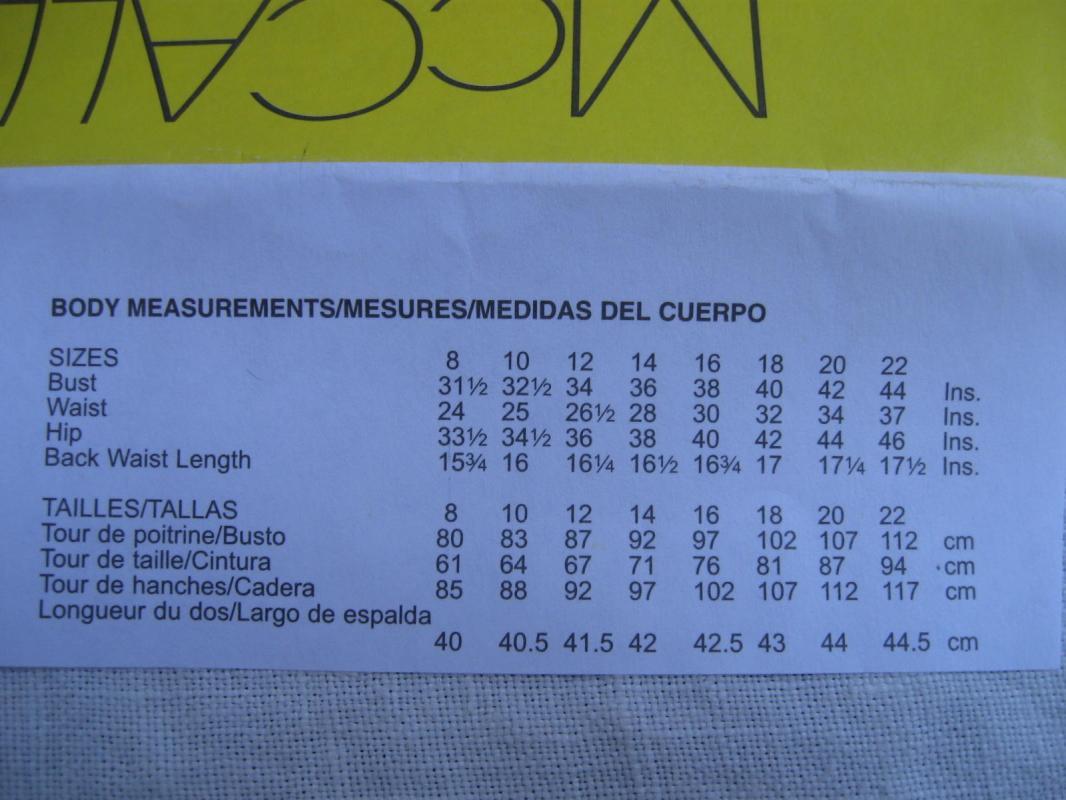 McCALL
BODY MEASUREMENTS/MESURES/MEDIDAS DEL CUERPO
SIZES 8 10 12 14 16 18 20 22
Bust 31½ 32½ 34 36 38 40 42 44 Ins.
Waist 24 25 26½ 28 30 32 34 37 Ins.
Hip 33½ 34½ 36 38 40 42 44 46 Ins.
Back Waist Length 15¾ 16 16¼ 16½ 16¾ 17 17¼ 17½ Ins.
TAILLES/TALLAS 8 10 12 14 16 18 20 22
Tour de poitrine/Busto 80 83 87 92 97 102 107 112 cm
Tour de taille/Cintura 61 64 67 71 76 81 87 94 cm
Tour de hanches/Cadera 85 88 92 97 102 107 112 117 cm
Longueur du dos/Largo de espalda
40 40.5 41.5 42 42.5 43 44 44.5 cm